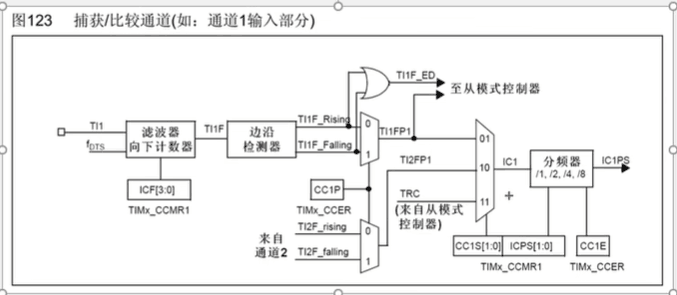 图123 捕获/比较通道(如：通道1输入部分)
TI1F_ED
至从模式控制器
TI1
fDTS
滤波器
向下计数器
TI1F
边沿
检测器
TI1F_Rising
TI1F_Falling
0
1
TI1FP1
01
TI2FP1
10
TRC
11
(来自从模式
控制器)
IC1
分频器
/1, /2, /4, /8
IC1PS
ICF[3:0]
TIMx_CCMR1
CC1P
TIMx_CCER
来自
通道2
TI2F_rising
TI2F_falling
0
1
CC1S[1:0]
ICPS[1:0]
CC1E
TIMx_CCMR1
TIMx_CCER